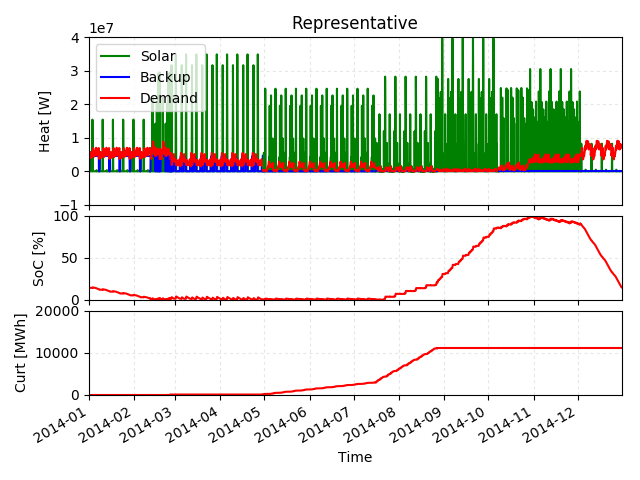 Representative
1e7
4
3
2
1
0
−1
Heat [W]
Solar
Backup
Demand
100
50
0
SoC [%]
20000
10000
0
Curt [MWh]
2014-01
2014-02
2014-03
2014-04
2014-05
2014-06
2014-07
2014-08
2014-09
2014-10
2014-11
2014-12
Time